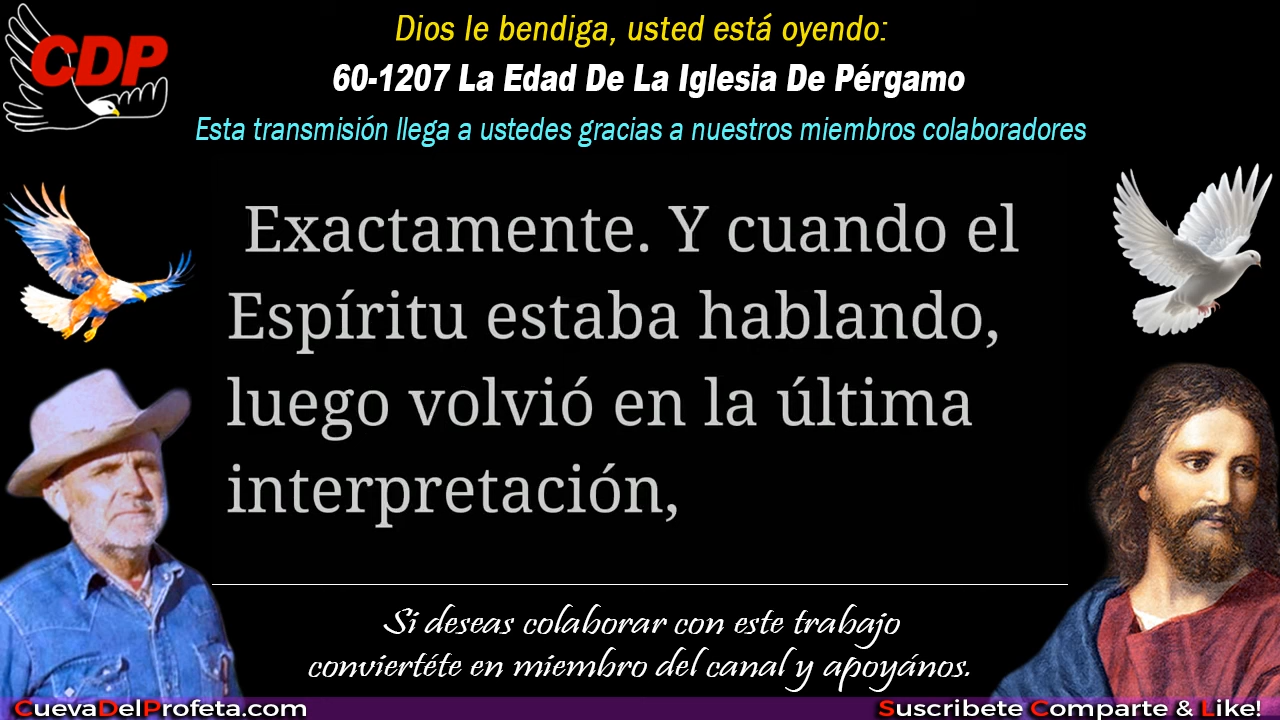 CDP
Dios le bendiga, usted está oyendo:
60-1207 La Edad De La Iglesia De Pérgamo
Esta transmisión llega a ustedes gracias a nuestros miembros colaboradores
Exactamente. Y cuando el
Espíritu estaba hablando,
luego volvió en la última
interpretación,
Si deseas colaborar con este trabajo
conviertéte en miembro del canal y apoyános.
CuevaDelProfeta.com
Suscribete Comparte & Like!